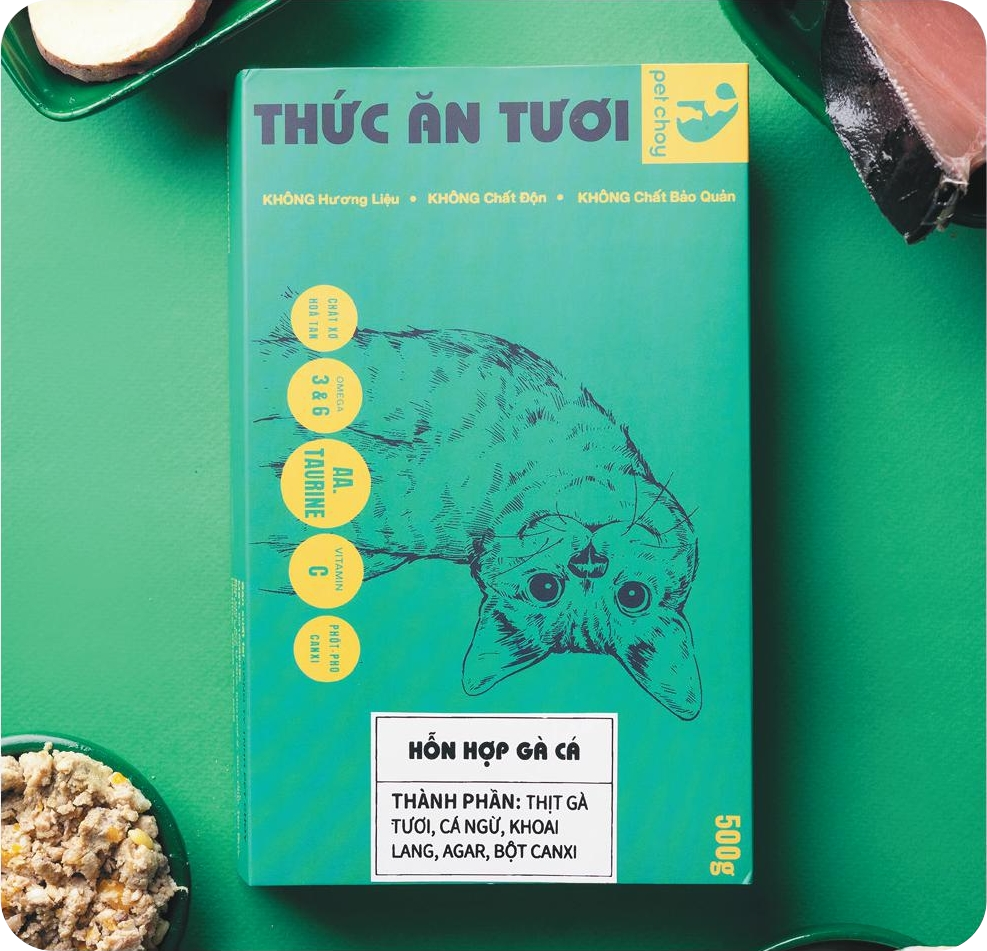 THỨC ĂN TƯƠI
pet choy
KHÔNG Hương Liệu • KHÔNG Chất Độn • KHÔNG Chất Bảo Quản
CHẤT XƠ
HOÀ TAN
OMEGA
3 & 6
AA.
TAURINE
VITAMIN
C
PHỐT-PHO
CANXI
HỖN HỢP GÀ CÁ
THÀNH PHẦN: THỊT GÀ
TƯƠI, CÁ NGỪ, KHOAI
LANG, AGAR, BỘT CANXI
500g